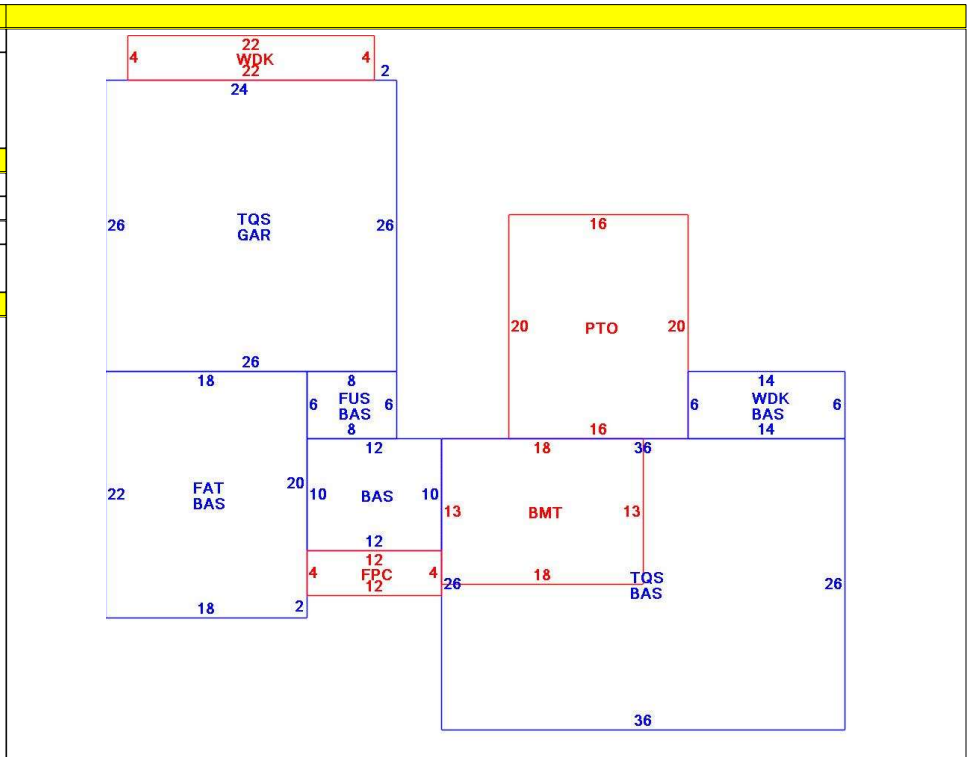 22
4 WDK 4
22 2
24
26 TQS 26
GAR
16
20 PTO 20
26
18 8 14
6 FUS 6 6 WDK 6
BAS BAS
8 16 14
12 18 36
22 FAT 20 10 BAS 10
BAS
13 BMT 13
12
12
4 FPC 4
12
18
26 TQS 26
BAS
18 2
36